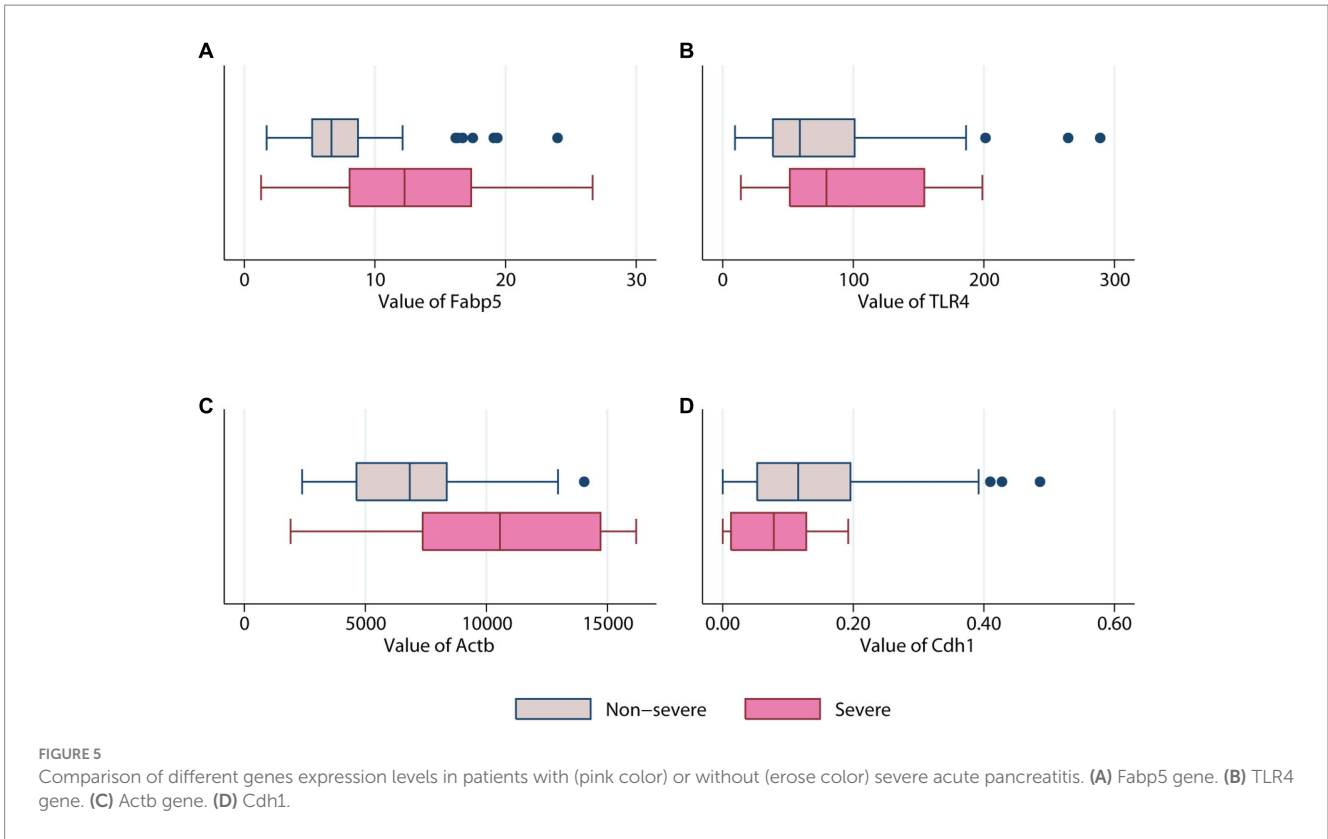 A
B
0
10
20
30
Value of Fabp5
0
100
200
300
Value of TLR4
C
D
0
5000
10000
15000
Value of Actb
0.00
0.20
0.40
0.60
Value of Cdh1
Non−severe
Severe
FIGURE 5
Comparison of different genes expression levels in patients with (pink color) or without (erose color) severe acute pancreatitis. (A) Fabp5 gene. (B) TLR4
gene. (C) Actb gene. (D) Cdh1.